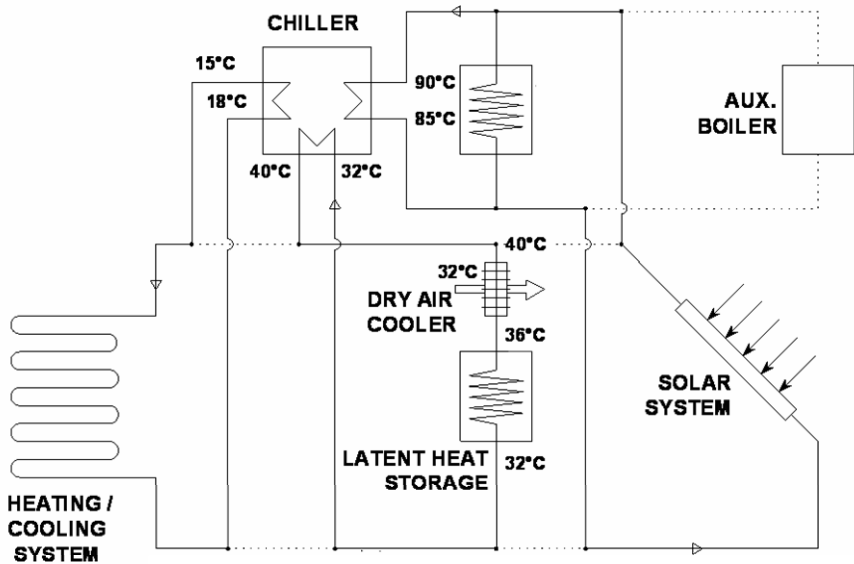 CHILLER
15°C
18°C
90°C
85°C
AUX.
BOILER
40°C
32°C
40°C
32°C
DRY AIR
COOLER
36°C
SOLAR
SYSTEM
LATENT HEAT
STORAGE
32°C
HEATING /
COOLING
SYSTEM